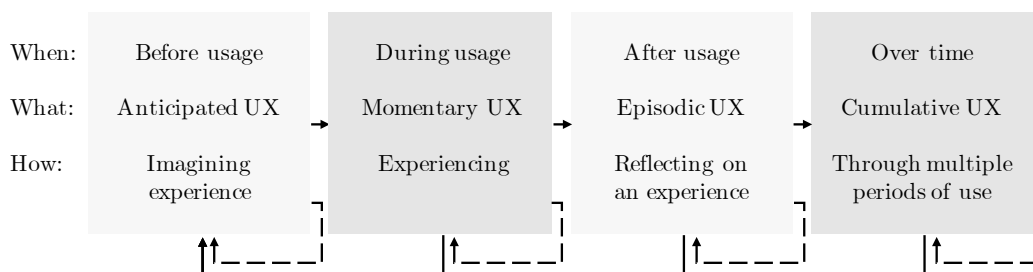 When: Before usage During usage After usage Over time
What: Anticipated UX Momentary UX Episodic UX Cumulative UX
How: Imagining Experiencing Reflecting on Through multiple
experience an experience periods of use